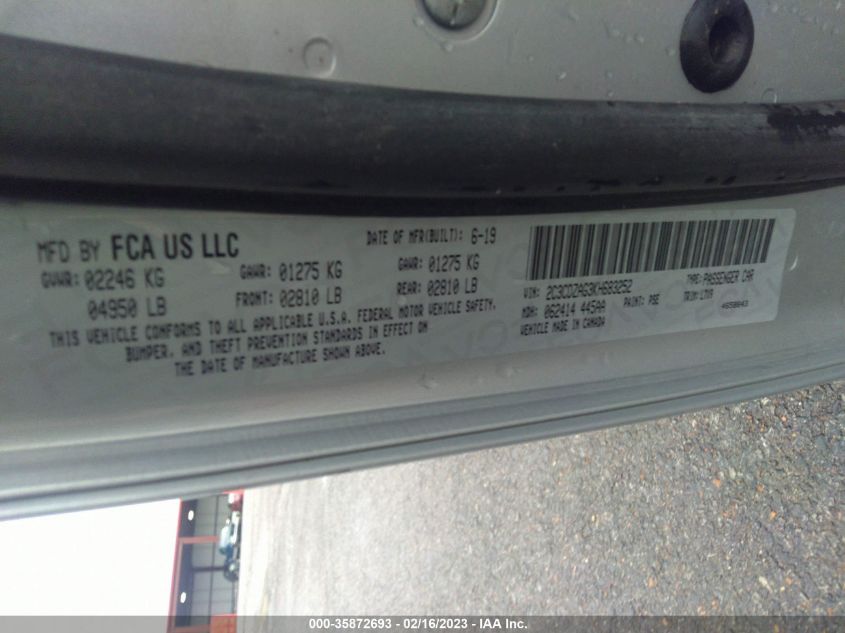 MFD BY FCA US LLC
DATE OF MFR(BUILT): 6-19
GVWR: 02246 KG
GAWR: 01275 KG
GAWR: 01275 KG
04950 LB
FRONT: 02810 LB
REAR: 02810 LB
THIS VEHICLE CONFORMS TO ALL APPLICABLE U.S.A. FEDERAL MOTOR VEHICLE SAFETY,
BUMPER, AND THEFT PREVENTION STANDARDS IN EFFECT ON
THE DATE OF MANUFACTURE SHOWN ABOVE.
VIN: 2C3CDZAG3KH683252
TYPE: PASSENGER CAR
MDH: 062414 445AA
PAINT: PSE
TRIM: LTX9
VEHICLE MADE IN CANADA
000-35872693 - 02/16/2023 - IAA Inc.